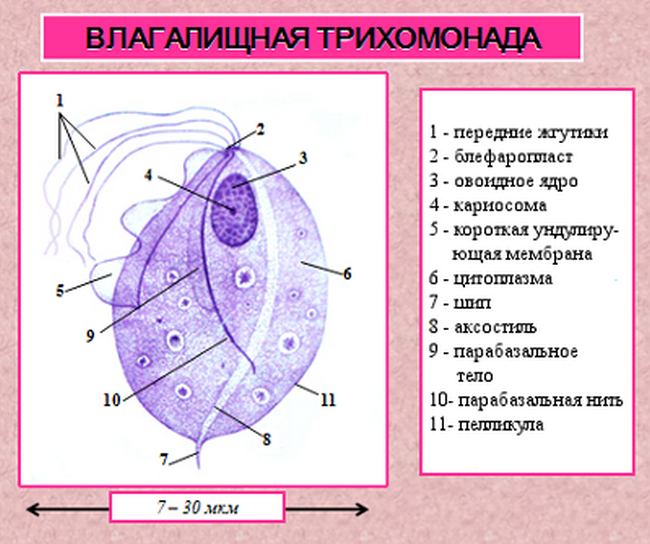 ВЛАГАЛИЩНАЯ ТРИХОМОНАДА
1
2
3
4
5
6
7
8
9
10
11
1 - передние жгутики
2 - блефаропласт
3 - овоидное ядро
4 - кариосома
5 - короткая ундулиру-
ющая мембрана
6 - цитоплазма
7 - шип
8 - аксостиль
9 - парабазальное
тело
10- парабазальная нить
11- пелликула
7 – 30 мкм